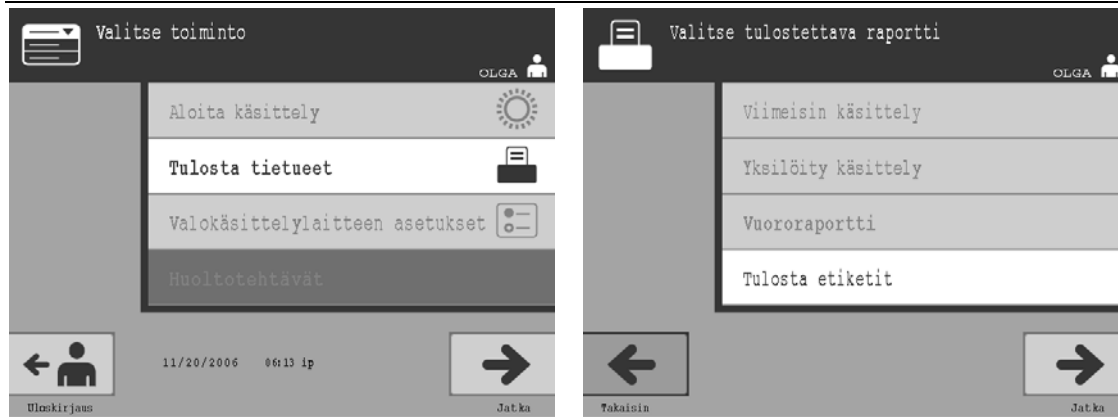 Valitse toiminto
OLGA
Aloita käsittely
Tulosta tietueet
Valokäsittelylaitteen asetukset
Huoltotehtävät
11/20/2006 06:13 ip
Uloskirjaus
Jatka
Valitse tulostettava raportti
OLGA
Viimeisin käsittely
Yksilöity käsittely
Vuororaportti
Tulosta etiketit
Takaisin
Jatka